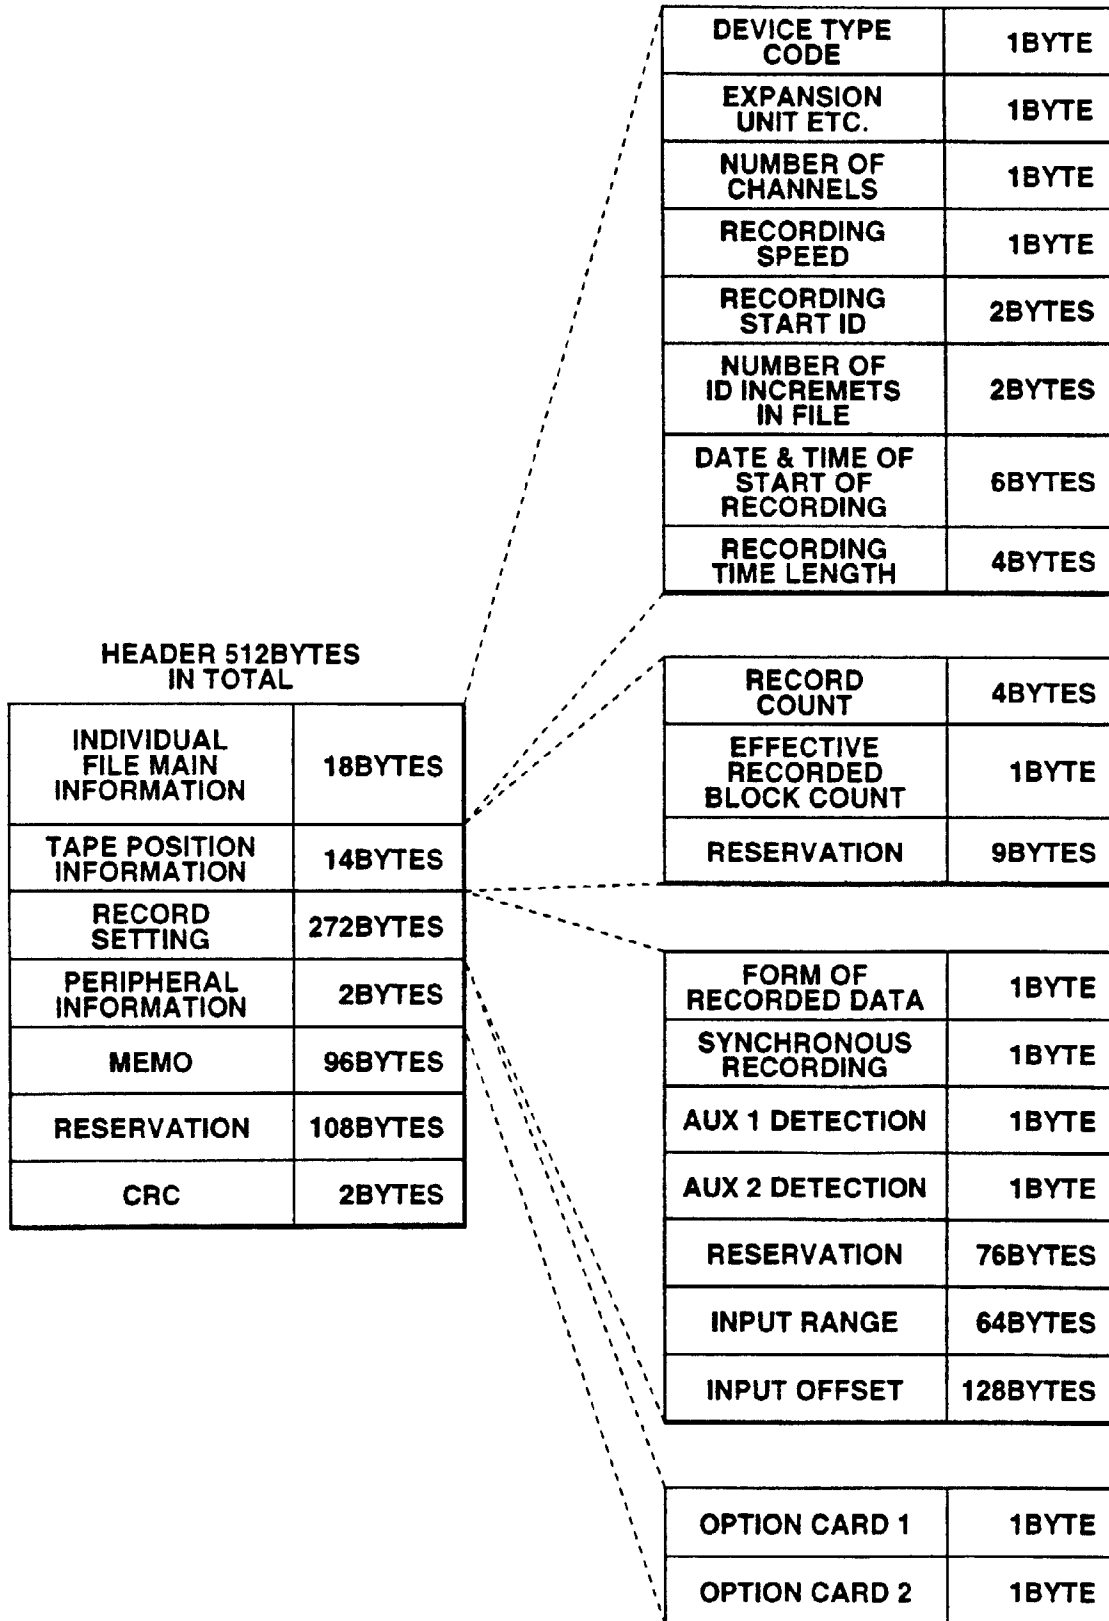 DEVICE TYPE
CODE
1BYTE
EXPANSION
UNIT ETC.
1BYTE
NUMBER OF
CHANNELS
1BYTE
RECORDING
SPEED
1BYTE
RECORDING
START ID
2BYTES
NUMBER OF
ID INCREMETS
IN FILE
2BYTES
DATE & TIME OF
START OF
RECORDING
6BYTES
RECORDING
TIME LENGTH
4BYTES
HEADER 512BYTES
IN TOTAL
INDIVIDUAL
FILE MAIN
INFORMATION
18BYTES
TAPE POSITION
INFORMATION
14BYTES
RECORD
SETTING
272BYTES
PERIPHERAL
INFORMATION
2BYTES
MEMO
96BYTES
RESERVATION
108BYTES
CRC
2BYTES
RECORD
COUNT
4BYTES
EFFECTIVE
RECORDED
BLOCK COUNT
1BYTE
RESERVATION
9BYTES
FORM OF
RECORDED DATA
1BYTE
SYNCHRONOUS
RECORDING
1BYTE
AUX 1 DETECTION
1BYTE
AUX 2 DETECTION
1BYTE
RESERVATION
76BYTES
INPUT RANGE
64BYTES
INPUT OFFSET
128BYTES
OPTION CARD 1
1BYTE
OPTION CARD 2
1BYTE